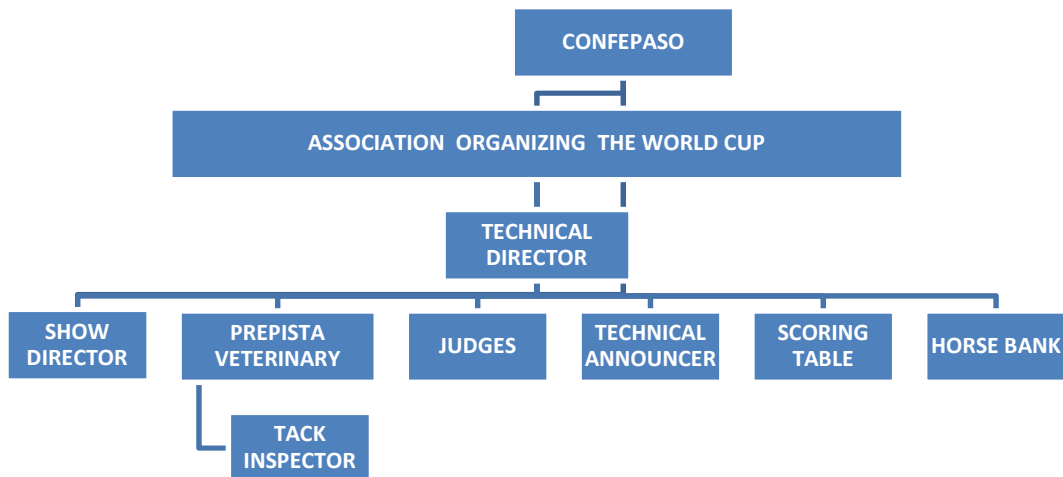 CONFEPASO
ASSOCIATION ORGANIZING THE WORLD CUP
TECHNICAL
DIRECTOR
SHOW
DIRECTOR
PREPISTA
VETERINARY
JUDGES
TECHNICAL
ANNOUNCER
SCORING
TABLE
HORSE BANK
TACK
INSPECTOR